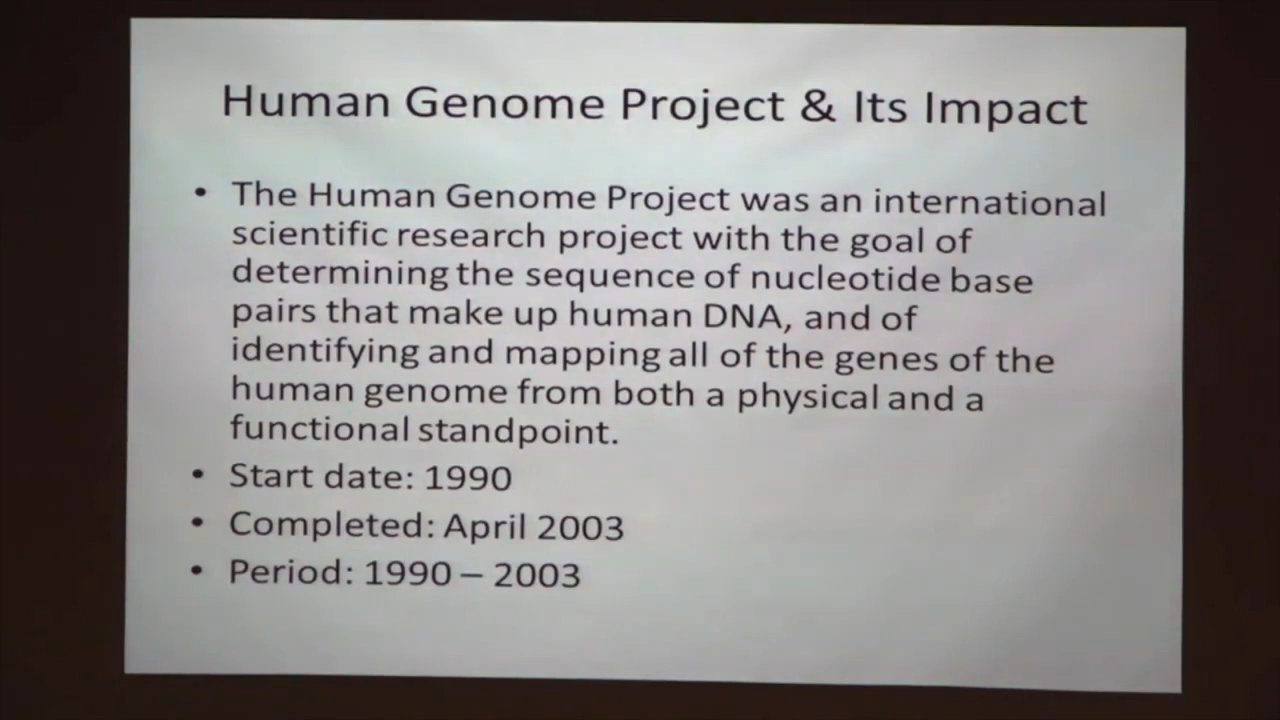 Human Genome Project & Its Impact
• The Human Genome Project was an international
scientific research project with the goal of
determining the sequence of nucleotide base
pairs that make up human DNA, and of
identifying and mapping all of the genes of the
human genome from both a physical and a
functional standpoint.
• Start date: 1990
• Completed: April 2003
• Period: 1990 – 2003